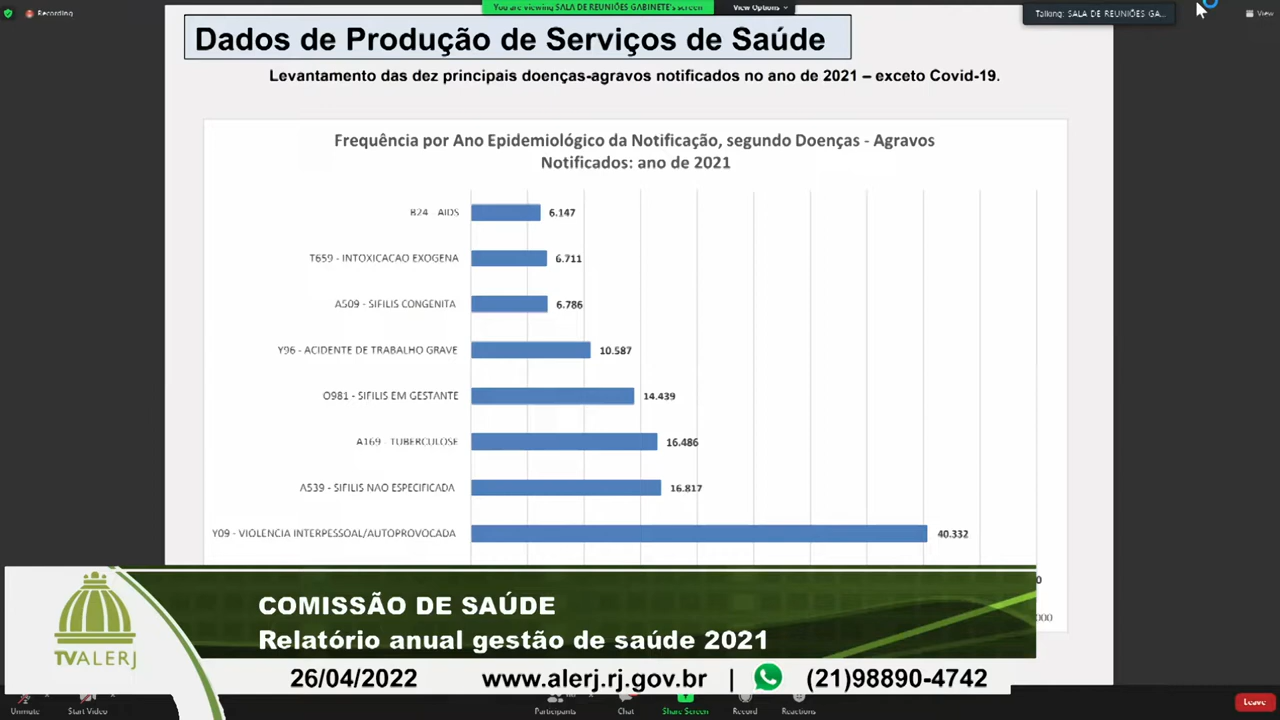 Recording
You are viewing SALA DE REUNIÕES GABINETE's screen
View Options
Talking: SALA DE REUNIÕES GA...
View
Dados de Produção de Serviços de Saúde
Levantamento das dez principais doenças-agravos notificados no ano de 2021 – exceto Covid-19.
Frequência por Ano Epidemiológico da Notificação, segundo Doenças - Agravos
Notificados: ano de 2021
B24 - AIDS 6.147
T659 - INTOXICACAO EXOGENA 6.711
A509 - SIFILIS CONGENITA 6.786
Y96 - ACIDENTE DE TRABALHO GRAVE 10.587
O981 - SIFILIS EM GESTANTE 14.439
A169 - TUBERCULOSE 16.486
A539 - SIFILIS NAO ESPECIFICADA 16.817
Y09 - VIOLENCIA INTERPESSOAL/AUTOPROVOCADA 40.332
0
000
COMISSÃO DE SAÚDE
Relatório anual gestão de saúde 2021
TVALERJ
26/04/2022 www.alerj.rj.gov.br | (21)98890-4742
Unmute
Start Video
Participants
Chat
Share Screen
Record
Reactions
Leave